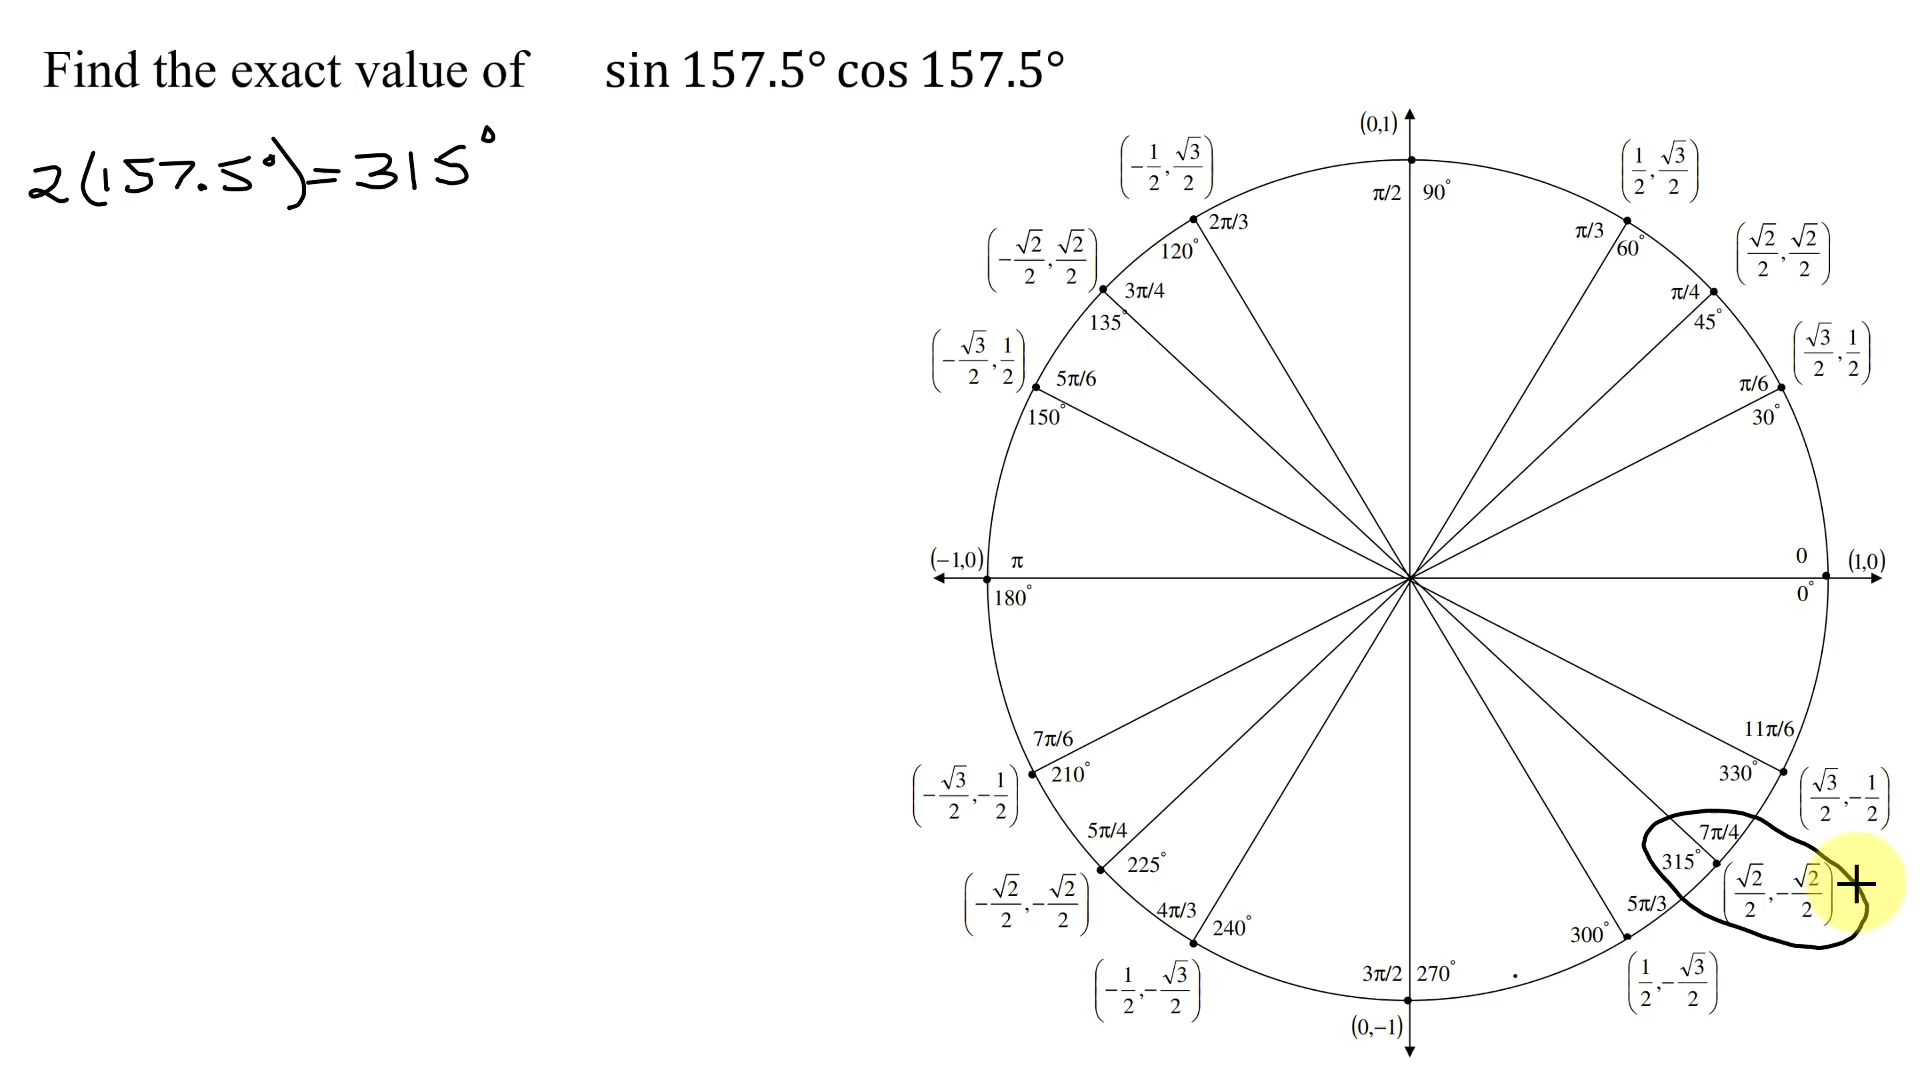 Find the exact value of sin 157.5° cos 157.5°
2(157.5°)=315°
(0,1)
(-1/2, √3/2)
(1/2, √3/2)
π/2 90°
2π/3
120°
π/3
60°
(-√2/2, √2/2)
(√2/2, √2/2)
3π/4
135°
π/4
45°
(-√3/2, 1/2)
(√3/2, 1/2)
5π/6
150°
π/6
30°
(-1,0) π
180°
0 (1,0)
0°
7π/6
210°
(-√3/2, -1/2)
11π/6
330°
(√3/2, -1/2)
5π/4
225°
(-√2/2, -√2/2)
7π/4
315°
(√2/2, -√2/2)
4π/3
240°
(-1/2, -√3/2)
5π/3
300°
(1/2, -√3/2)
3π/2 270°
(0,-1)